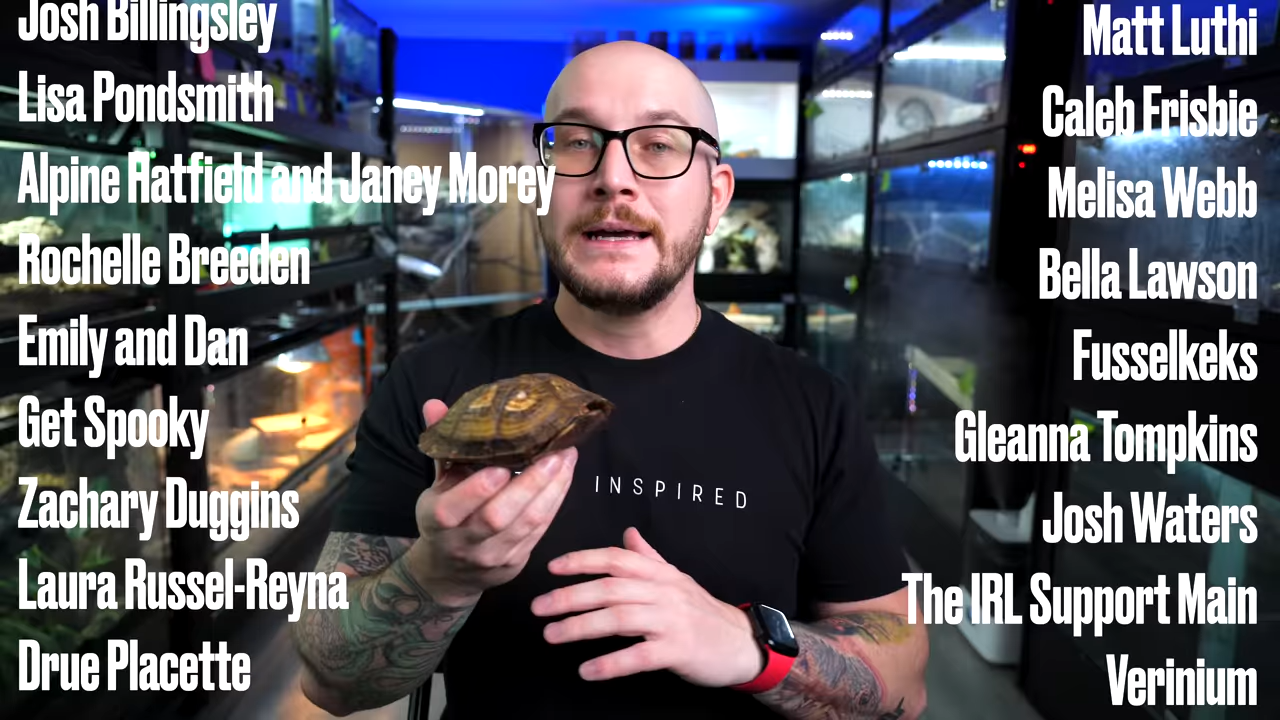 Josh Billingsley
Lisa Pondsmith
Alpine Hatfield and Janey Morey
Rochelle Breeden
Emily and Dan
Get Spooky
Zachary Duggins
Laura Russel-Reyna
Drue Placette
INSPIRED
Matt Luthi
Caleb Frisbie
Melisa Webb
Bella Lawson
Fusselkeks
Gleanna Tompkins
Josh Waters
The IRL Support Main
Verinium